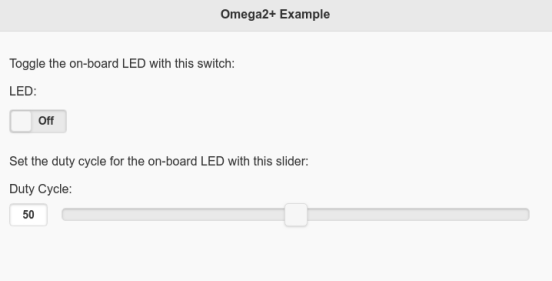 Omega2+ Example
Toggle the on-board LED with this switch:
LED:
Off
Set the duty cycle for the on-board LED with this slider:
Duty Cycle:
50